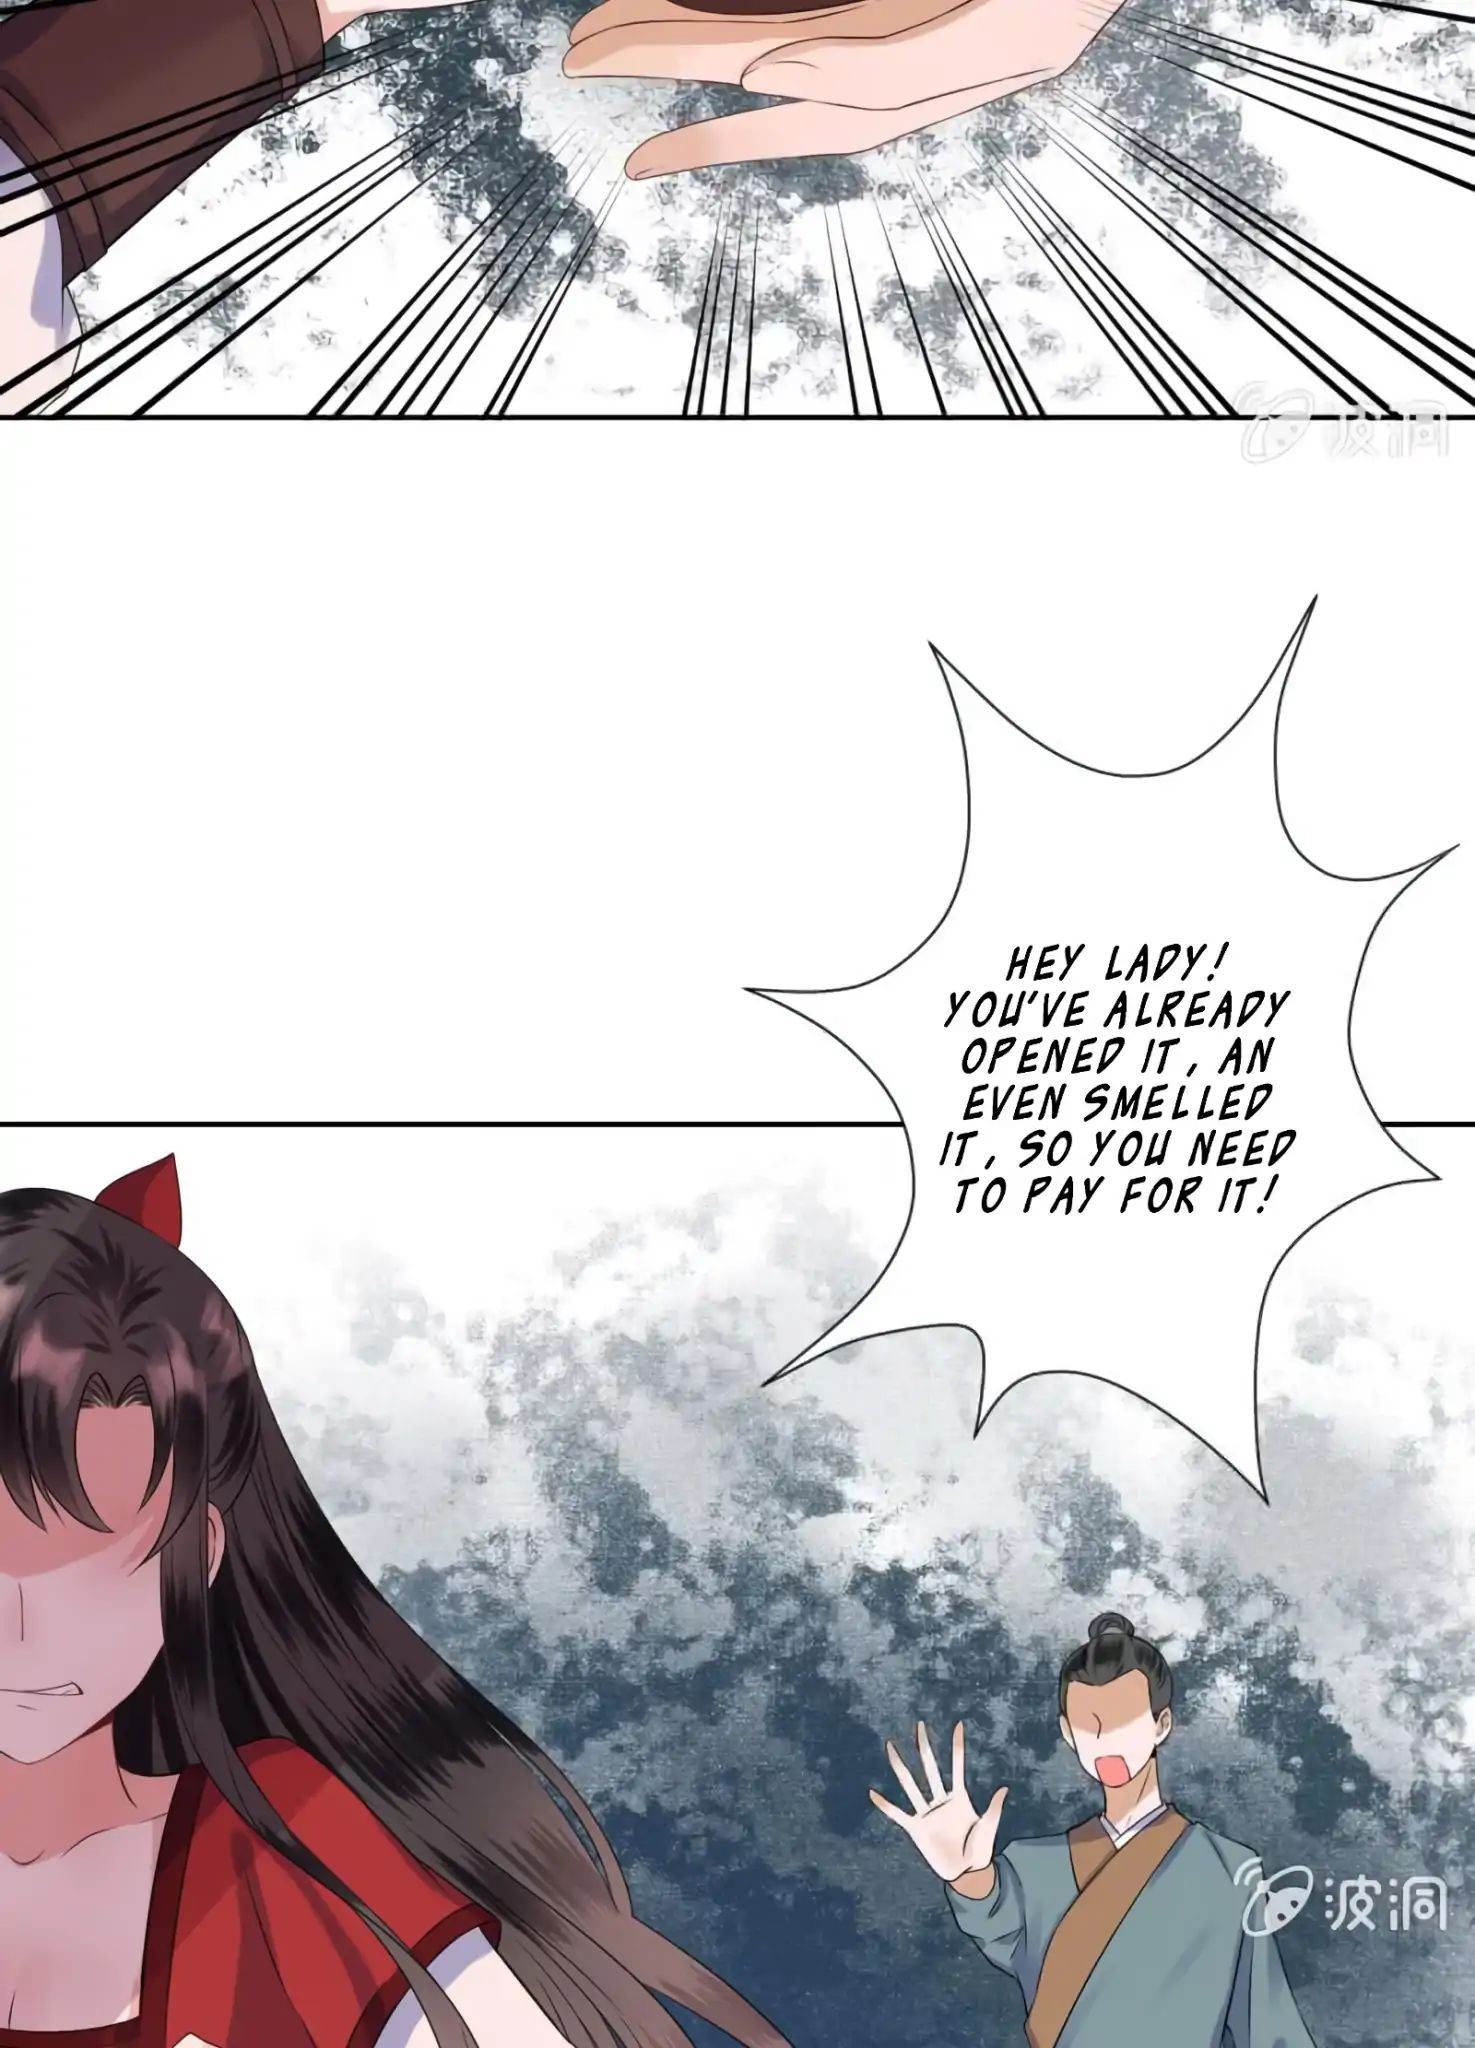 波洞
HEY LADY!
YOU'VE ALREADY
OPENED IT, AN
EVEN SMELLED
IT, SO YOU NEED
TO PAY FOR IT!
波洞